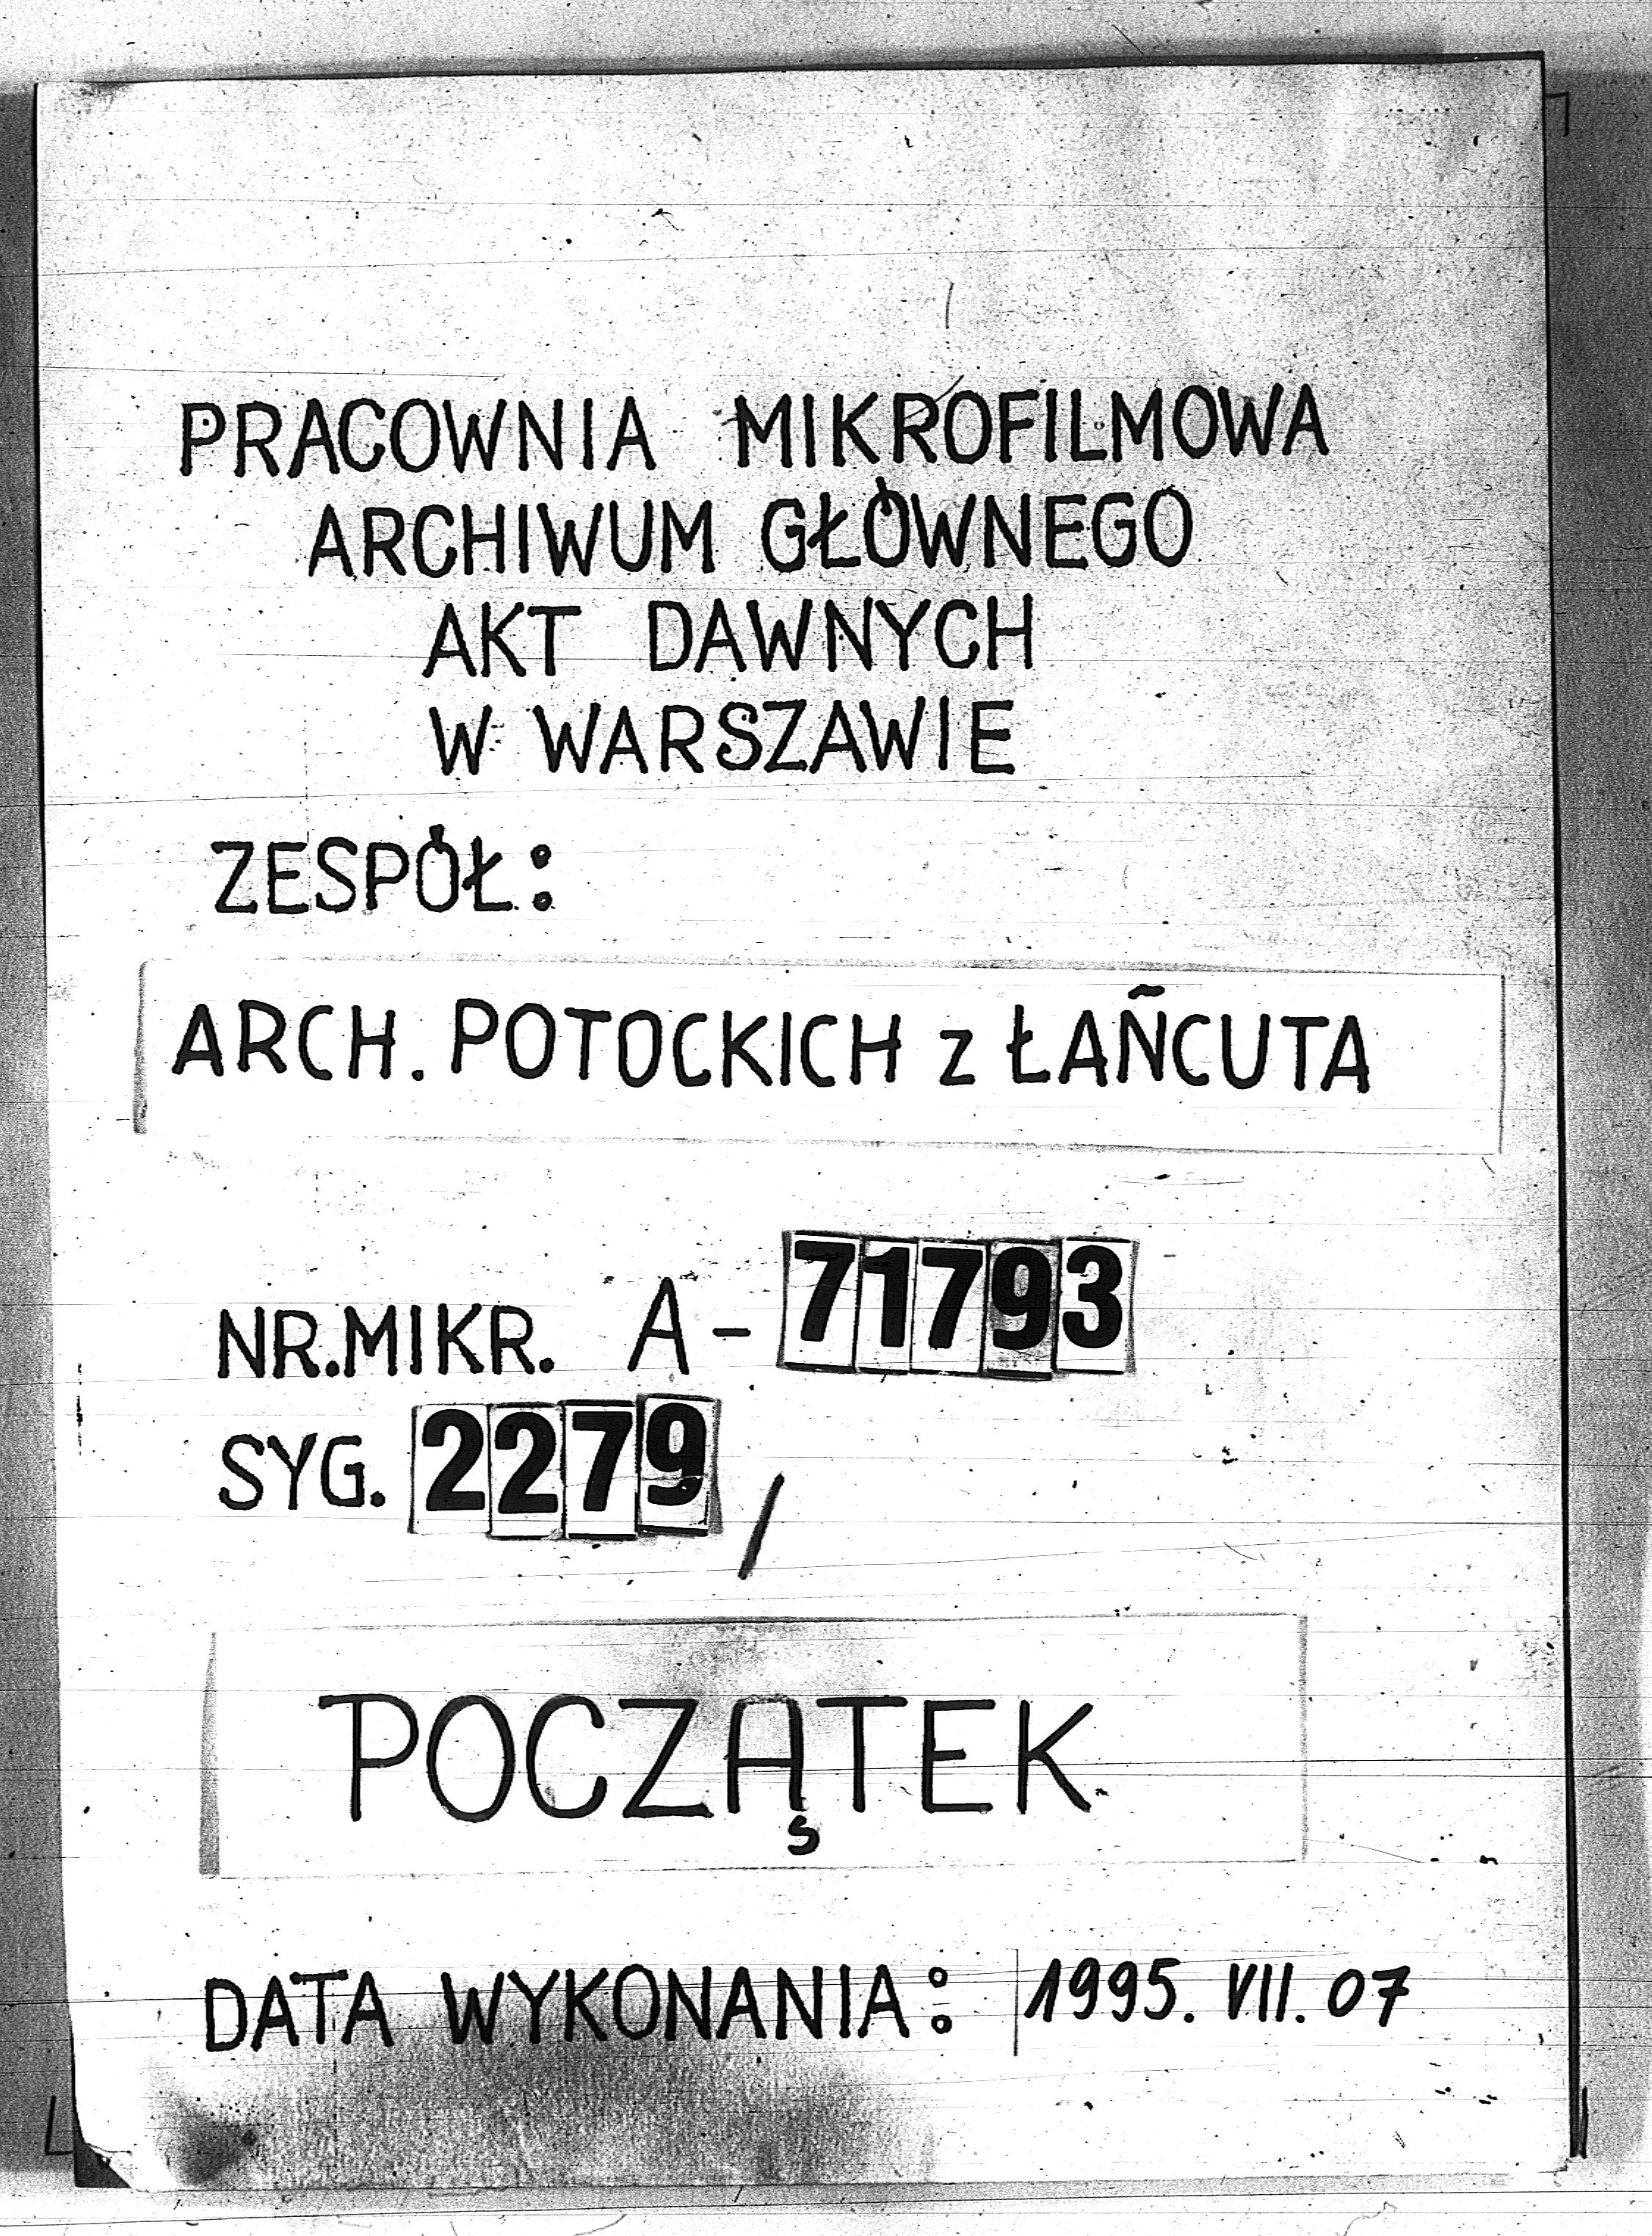 PRACOWNIA MIKROFILMOWA
ARCHIWUM GŁÓWNEGO
AKT DAWNYCH
W WARSZAWIE
ZESPÓŁ:
ARCH. POTOCKICH z ŁAŃCUTA
NR. MIKR. A-71793
SYG. 2279/
POCZĄTEK
DATA WYKONANIA: 1995. VII. 07